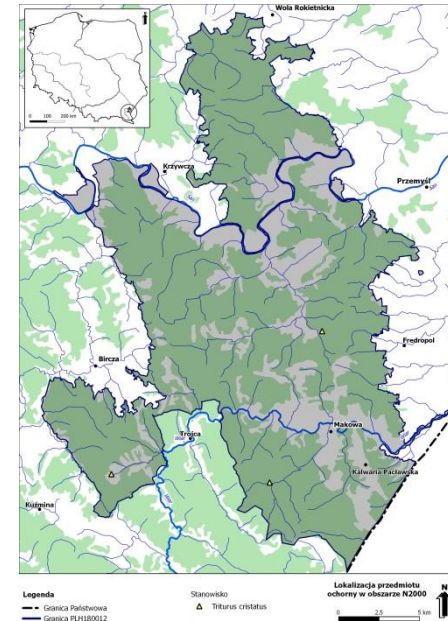 Wola Rokietnicka
0 100 200 km
Krzywcza
Przemyśl
Fredropol
Bircza
Trójca
Makowa
Kalwaria Pacławska
Kuźmina
Legenda
Granica Państwowa
Granica PLH180012
Stanowisko
Triturus cristatus
Lokalizacja przedmiotu
ochorny w obszarze N2000
N
0 2.5 5 km